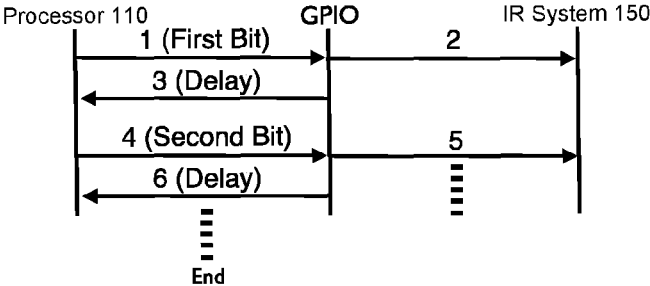 Processor 110 GPIO IR System 150
1 (First Bit) 2
3 (Delay)
4 (Second Bit) 5
6 (Delay)
End